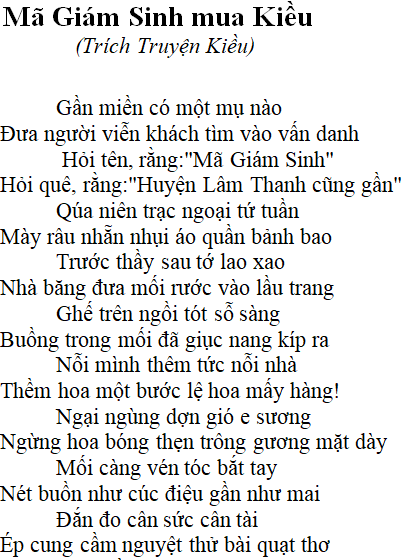 Mã Giám Sinh mua Kiều
(Trích Truyện Kiều)
Gần miền có một mụ nào
Đưa người viễn khách tìm vào vấn danh
Hỏi tên, rằng:"Mã Giám Sinh"
Hỏi quê, rằng:"Huyện Lâm Thanh cũng gần"
Qúa niên trạc ngoại tứ tuần
Mày râu nhẵn nhụi áo quần bảnh bao
Trước thầy sau tớ lao xao
Nhà băng đưa mối rước vào lầu trang
Ghế trên ngồi tót sỗ sàng
Buồng trong mối đã giục nang kíp ra
Nỗi mình thêm tức nỗi nhà
Thềm hoa một bước lệ hoa mấy hàng!
Ngại ngùng dợn gió e sương
Ngừng hoa bóng thẹn trông gương mặt dày
Mối càng vén tóc bắt tay
Nét buồn như cúc điệu gần như mai
Đắn đo cân sức cân tài
Ép cung cầm nguyệt thử bài quạt thơ